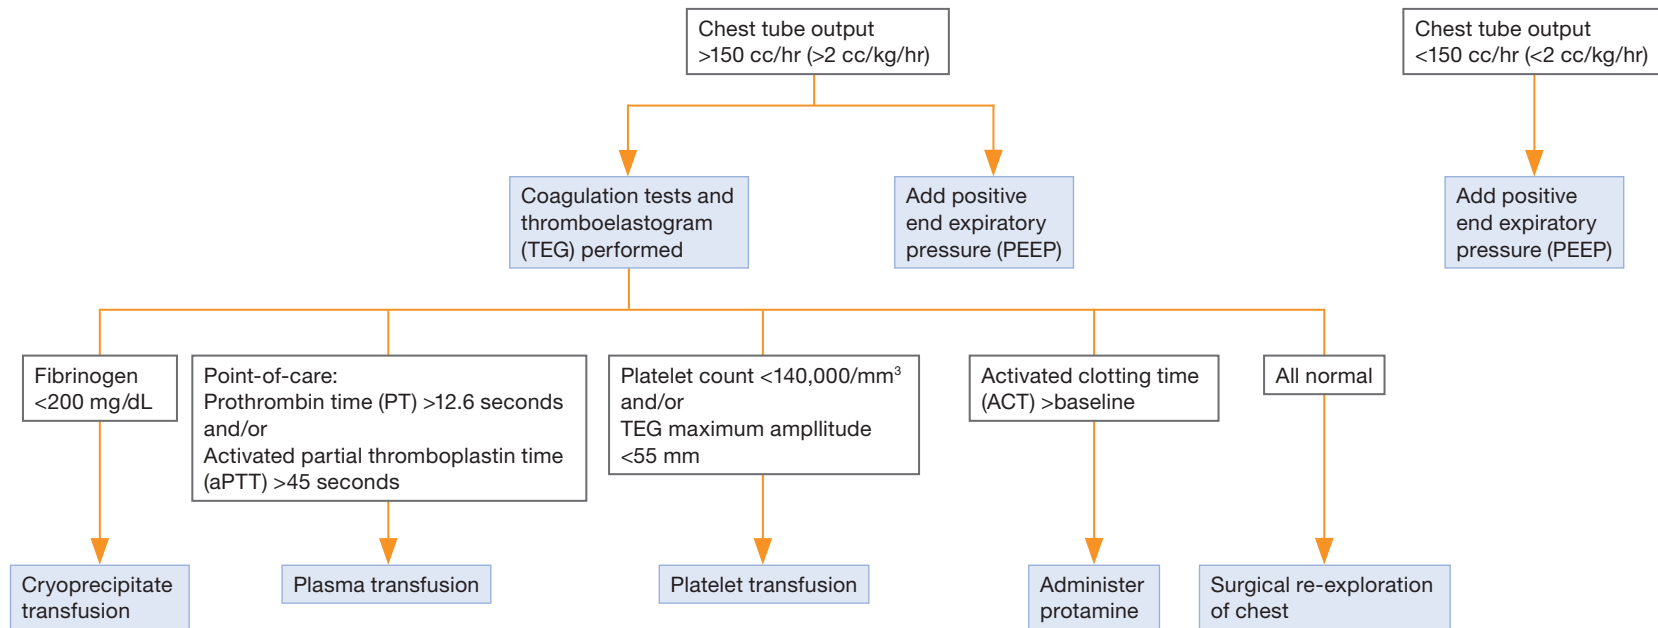 Chest tube output
>150 cc/hr (>2 cc/kg/hr)
Chest tube output
<150 cc/hr (<2 cc/kg/hr)
Coagulation tests and
thromboelastogram
(TEG) performed
Add positive
end expiratory
pressure (PEEP)
Add positive
end expiratory
pressure (PEEP)
Fibrinogen
<200 mg/dL
Point-of-care:
Prothrombin time (PT) >12.6 seconds
and/or
Activated partial thromboplastin time
(aPTT) >45 seconds
Platelet count <140,000/mm³
and/or
TEG maximum ampllitude
<55 mm
Activated clotting time
(ACT) >baseline
All normal
Cryoprecipitate
transfusion
Plasma transfusion
Platelet transfusion
Administer
protamine
Surgical re-exploration
of chest